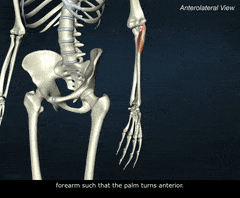 Anterolateral View
forearm such that the palm turns anterior.